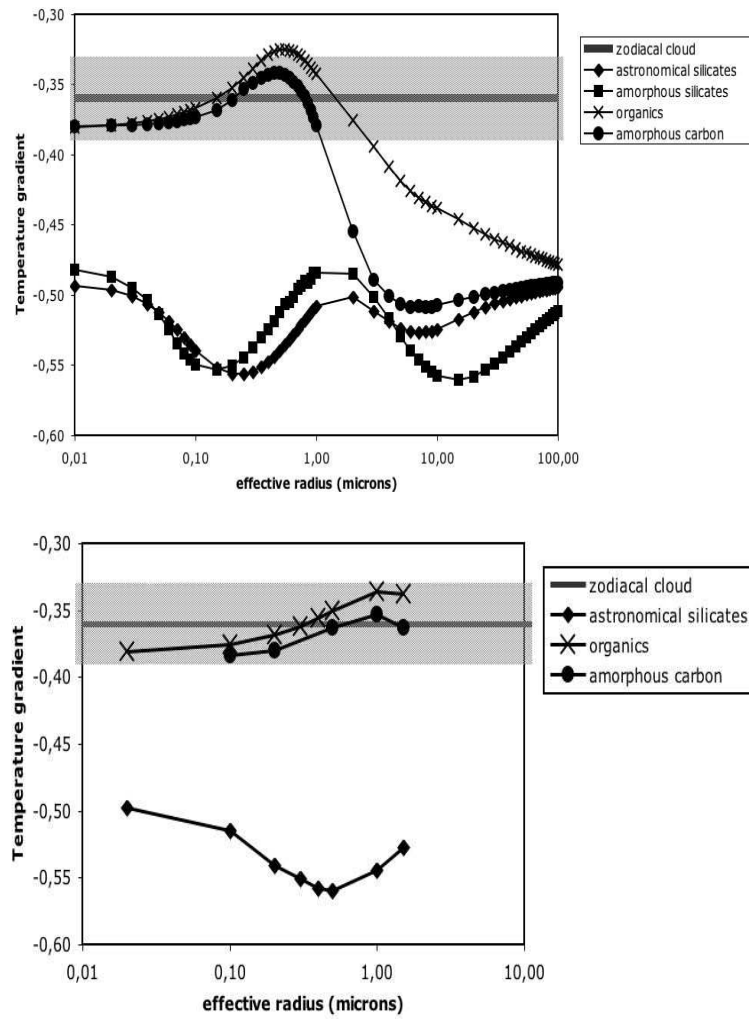 -0,30
-0,35
-0,40
-0,45
-0,50
-0,55
-0,60
Temperature gradient
0,01
0,10
1,00
10,00
100,00
effective radius (microns)
zodiacal cloud
astronomical silicates
amorphous silicates
organics
amorphous carbon
-0,30
-0,35
-0,40
-0,45
-0,50
-0,55
-0,60
Temperature gradient
0,01
0,10
1,00
10,00
effective radius (microns)
zodiacal cloud
astronomical silicates
organics
amorphous carbon